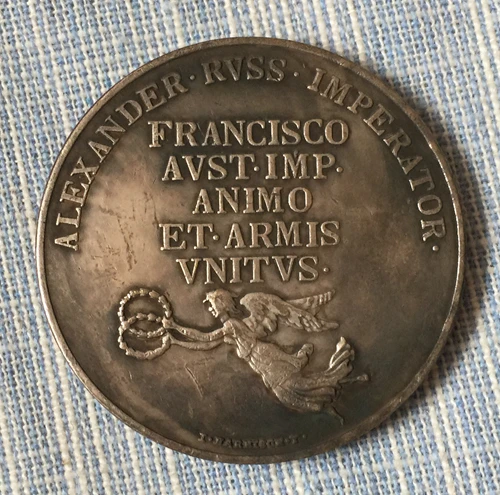 ALEXANDER·RVSS·IMPERATOR·
FRANCISCO
AVST·IMP·
ANIMO
ET·ARMIS
VNITVS·